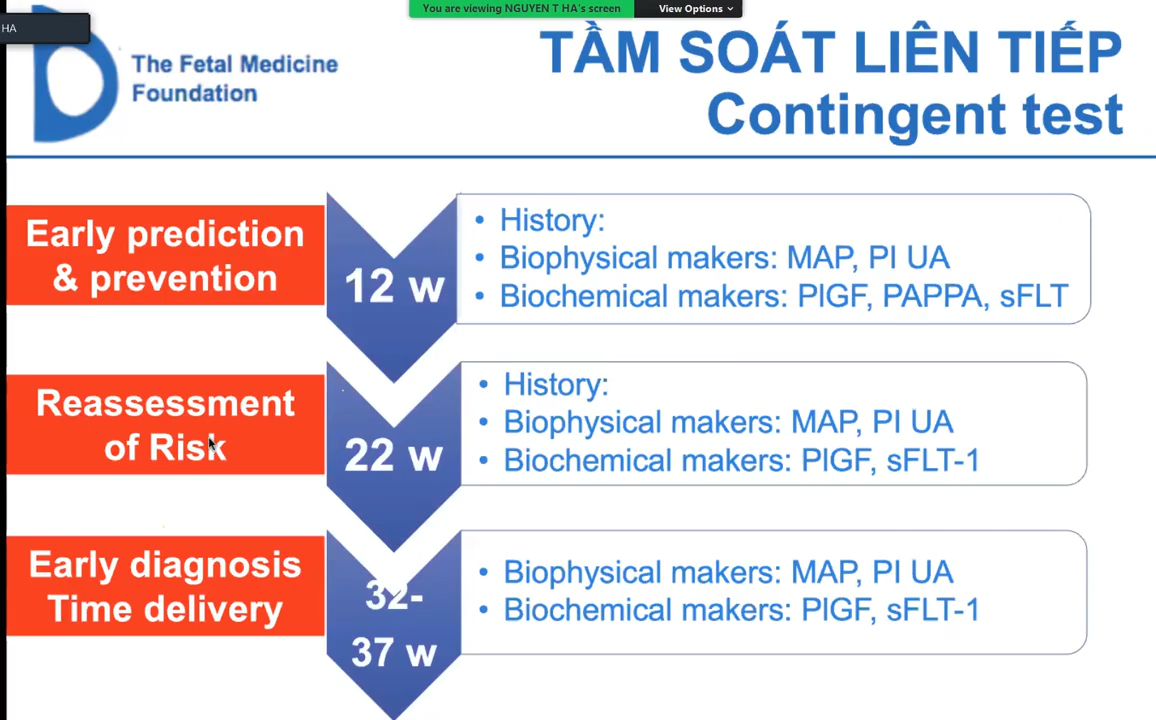 You are viewing NGUYEN T HA's screen
View Options
HA
The Fetal Medicine
Foundation
TẦM SOÁT LIÊN TIẾP
Contingent test
Early prediction
& prevention
12 w
• History:
• Biophysical makers: MAP, PI UA
• Biochemical makers: PlGF, PAPPA, sFLT
Reassessment
of Risk
22 w
• History:
• Biophysical makers: MAP, PI UA
• Biochemical makers: PlGF, sFLT-1
Early diagnosis
Time delivery
32-
37 w
• Biophysical makers: MAP, PI UA
• Biochemical makers: PlGF, sFLT-1